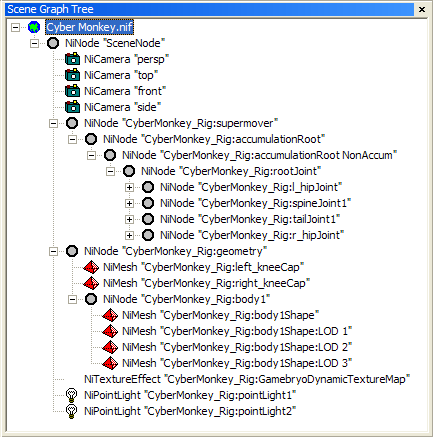 Scene Graph Tree
Cyber Monkey.nif
NiNode "SceneNode"
NiCamera "persp"
NiCamera "top"
NiCamera "front"
NiCamera "side"
NiNode "CyberMonkey_Rig:supermover"
NiNode "CyberMonkey_Rig:accumulationRoot"
NiNode "CyberMonkey_Rig:accumulationRoot NonAccum"
NiNode "CyberMonkey_Rig:rootJoint"
NiNode "CyberMonkey_Rig:l_hipJoint"
NiNode "CyberMonkey_Rig:spineJoint1"
NiNode "CyberMonkey_Rig:tailJoint1"
NiNode "CyberMonkey_Rig:r_hipJoint"
NiNode "CyberMonkey_Rig:geometry"
NiMesh "CyberMonkey_Rig:left_kneeCap"
NiMesh "CyberMonkey_Rig:right_kneeCap"
NiNode "CyberMonkey_Rig:body1"
NiMesh "CyberMonkey_Rig:body1Shape"
NiMesh "CyberMonkey_Rig:body1Shape:LOD 1"
NiMesh "CyberMonkey_Rig:body1Shape:LOD 2"
NiMesh "CyberMonkey_Rig:body1Shape:LOD 3"
NiTextureEffect "CyberMonkey_Rig:GamebryoDynamicTextureMap"
NiPointLight "CyberMonkey_Rig:pointLight1"
NiPointLight "CyberMonkey_Rig:pointLight2"